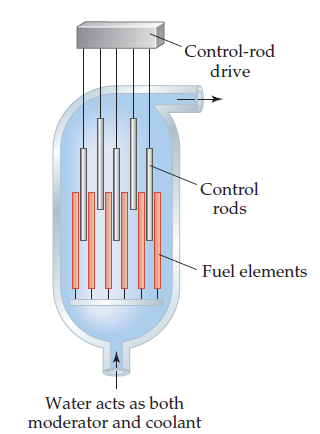 Control-rod
drive
Control
rods
Fuel elements
Water acts as both
moderator and coolant